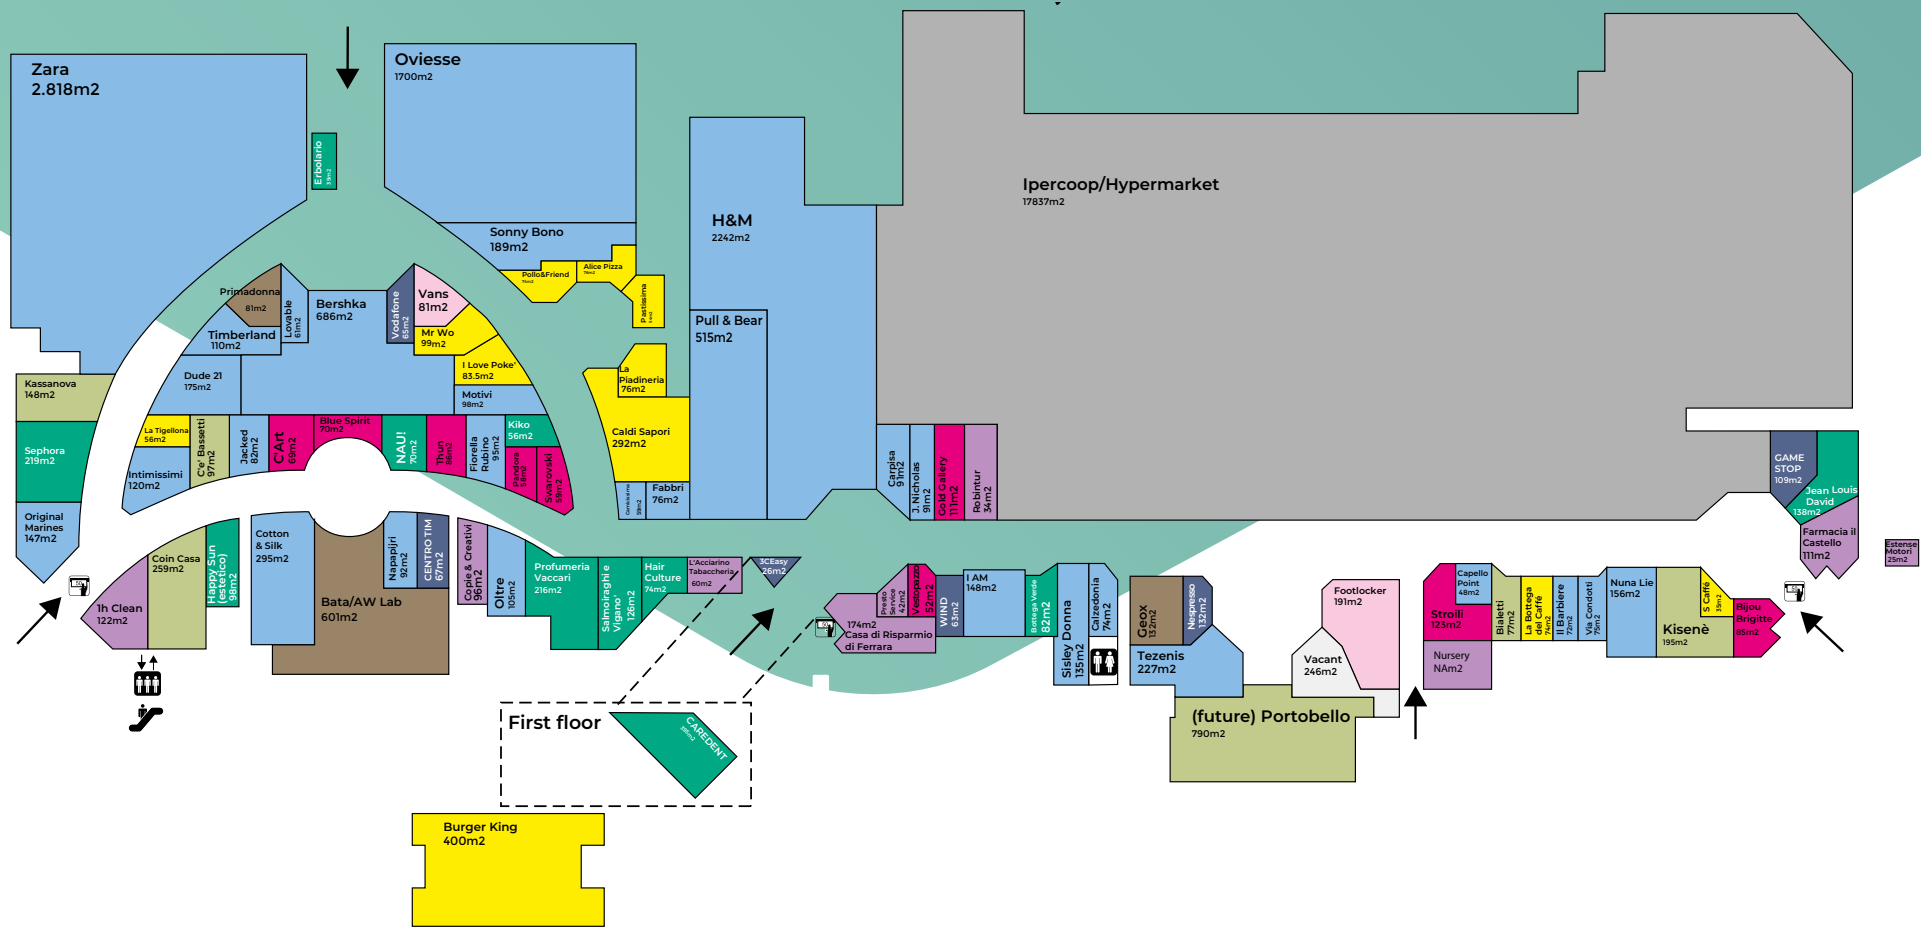 Zara
2.818m2
Oviesse
1700m2
Erbolario
39m2
Sonny Bono
189m2
Pollo&Friend
Alice Pizza
Pastissima
H&M
2242m2
Pull & Bear
515m2
Ipercoop/Hypermarket
17837m2
Primadonna
81m2
Lovable
61m2
Bershka
686m2
Vodafone
65m2
Vans
81m2
Timberland
110m2
Mr Wo
99m2
I Love Poke'
83.5m2
Dude 21
175m2
Motivi
98m2
La
Piadineria
76m2
Caldi Sapori
292m2
Fabbri
76m2
Kassanova
148m2
Sephora
219m2
Original
Marines
147m2
La Tigellona
56m2
Intimissimi
120m2
C'e' Bassetti
97m2
Jacked
82m2
C'Art
69m2
Blue Spirit
70m2
NAU!
70m2
Thun
86m2
Fiorella
Rubino
95m2
Kiko
56m2
Pandora
58m2
Swarovski
59m2
Carpisa
91m2
J. Nicholas
91m2
Gold Gallery
111m2
Robintur
34m2
GAME
STOP
109m2
Jean Louis
David
138m2
Farmacia il
Castello
111m2
Estense
Motori
25m2
1h Clean
122m2
Coin Casa
259m2
Happy Sun
(estetico)
98m2
Cotton
& Silk
295m2
Bata/AW Lab
601m2
Napapijri
92m2
CENTRO TIM
67m2
Copie & Creativi
96m2
Oltre
105m2
Profumeria
Vaccari
216m2
Salmoiraghi e
Vigano'
126m2
Hair
Culture
74m2
L'Acciarino
Tabaccheria
60m2
3CEasy
26m2
174m2
Casa di Risparmio
di Ferrara
Presto
Service
42m2
Vestopazzo
52m2
WIND
63m2
I AM
148m2
Bottega Verde
82m2
Sisley Donna
135m2
Calzedonia
74m2
Geox
132m2
Nespresso
132m2
Tezenis
227m2
Footlocker
191m2
Vacant
246m2
(future) Portobello
790m2
Stroili
123m2
Capello
Point
48m2
Nursery
NAm2
Bialetti
77m2
La Bottega
del Caffé
74m2
Il Barbiere
72m2
Via Condotti
75m2
Nuna Lie
156m2
Kisenè
195m2
S Caffé
35m2
Bijou
Brigitte
85m2
First floor
CAREDENT
Burger King
400m2